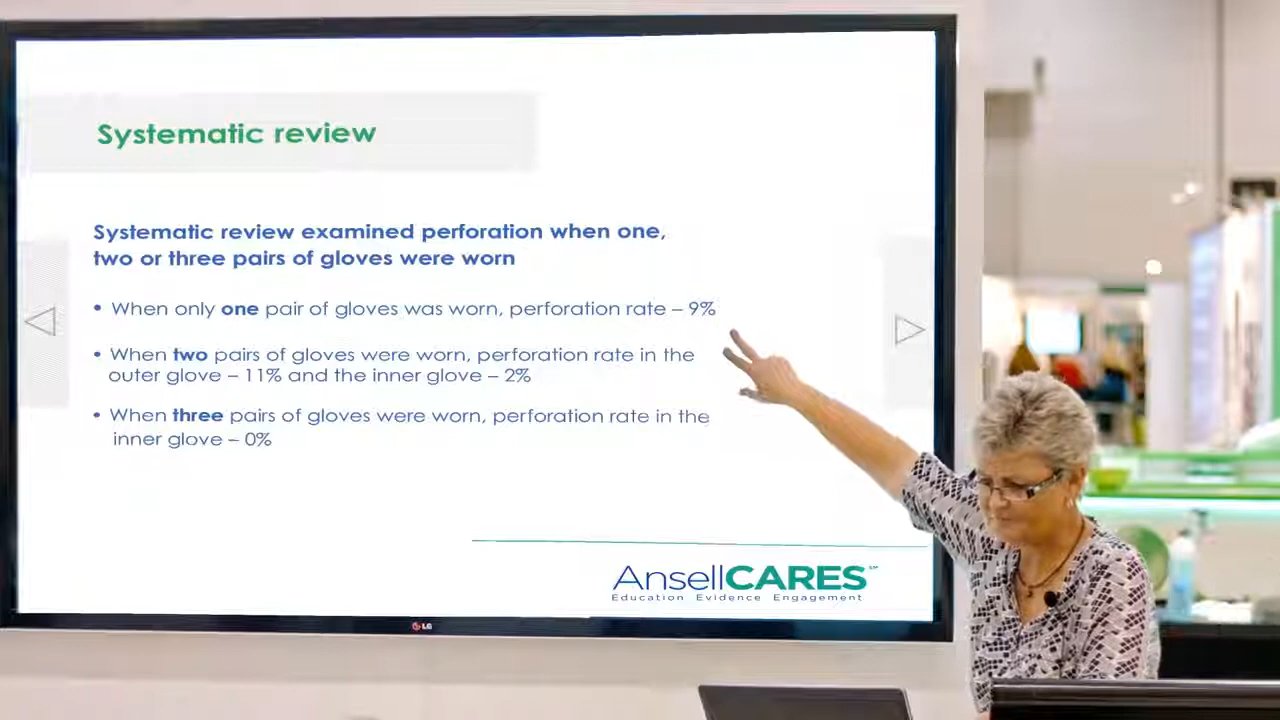 Systematic review
Systematic review examined perforation when one,
two or three pairs of gloves were worn
• When only one pair of gloves was worn, perforation rate – 9%
• When two pairs of gloves were worn, perforation rate in the
outer glove – 11% and the inner glove – 2%
• When three pairs of gloves were worn, perforation rate in the
inner glove – 0%
AnsellCARES℠
Education Evidence Engagement
LG